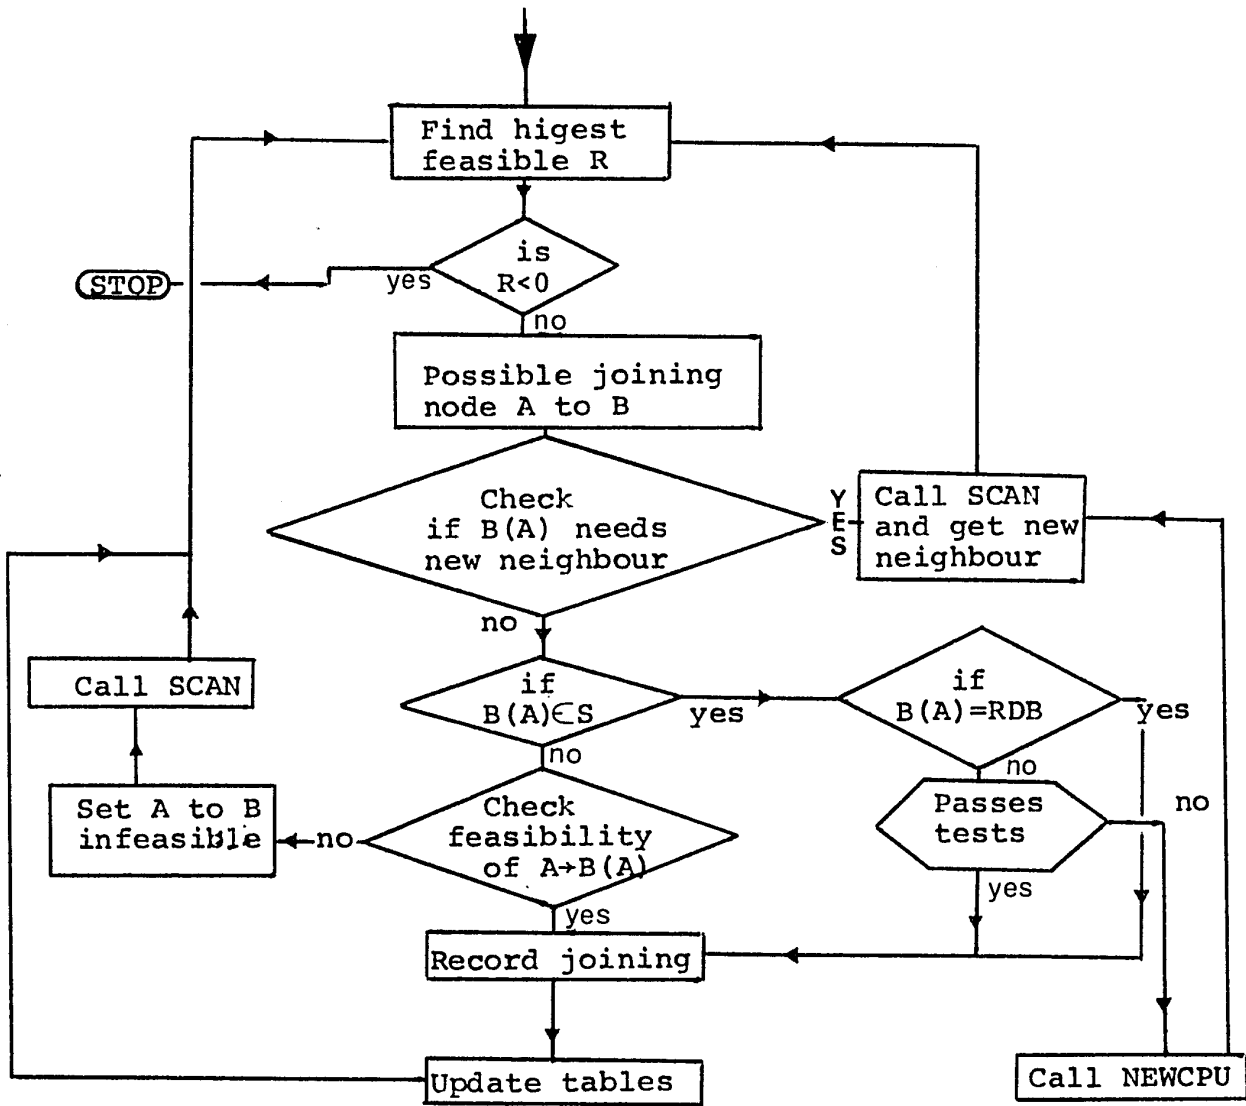 Find higest
feasible R
is
R<0
yes
STOP
no
Possible joining
node A to B
Check
if B(A) needs
new neighbour
YES
Call SCAN
and get new
neighbour
no
Call SCAN
if
B(A)∈S
yes
if
B(A)=RDB
yes
no
no
Set A to B
infeasible
no
Check
feasibility
of A→B(A)
Passes
tests
no
yes
yes
Record joining
Update tables
Call NEWCPU